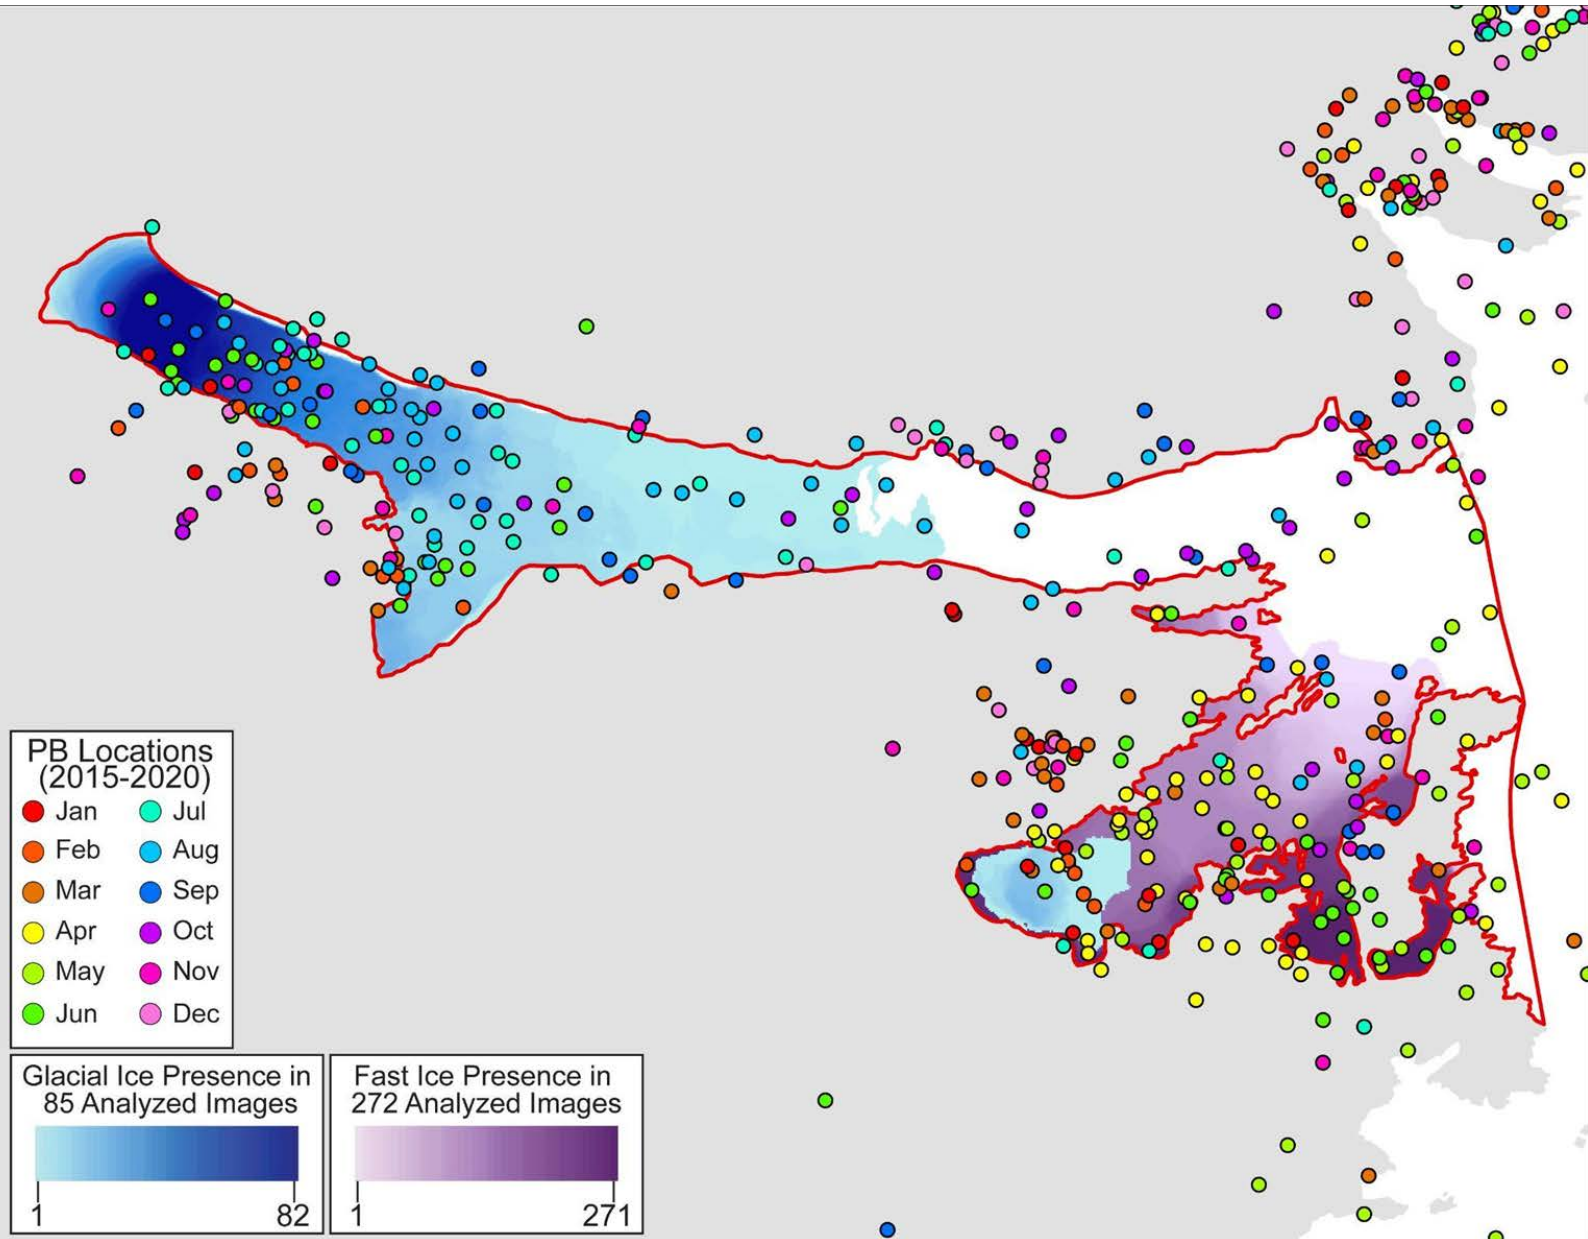 PB Locations
(2015-2020)
Jan
Jul
Feb
Aug
Mar
Sep
Apr
Oct
May
Nov
Jun
Dec
Glacial Ice Presence in
85 Analyzed Images
1
82
Fast Ice Presence in
272 Analyzed Images
1
271